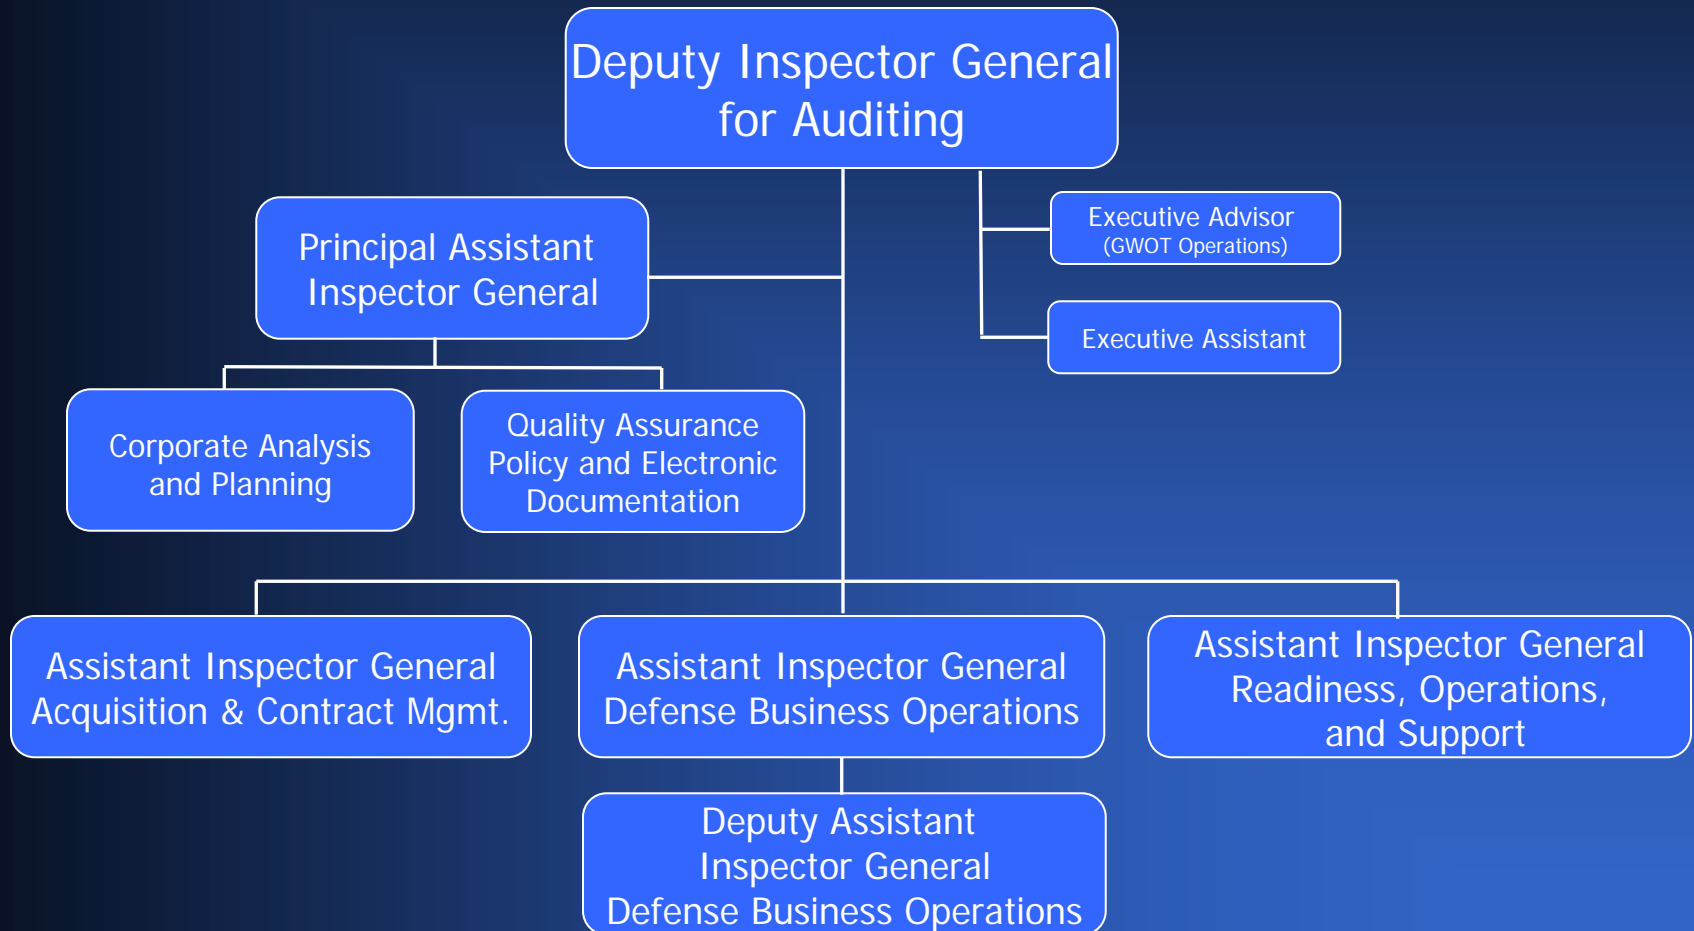 Deputy Inspector General
for Auditing
Principal Assistant
Inspector General
Executive Advisor
(GWOT Operations)
Executive Assistant
Corporate Analysis
and Planning
Quality Assurance
Policy and Electronic
Documentation
Assistant Inspector General
Acquisition & Contract Mgmt.
Assistant Inspector General
Defense Business Operations
Assistant Inspector General
Readiness, Operations,
and Support
Deputy Assistant
Inspector General
Defense Business Operations